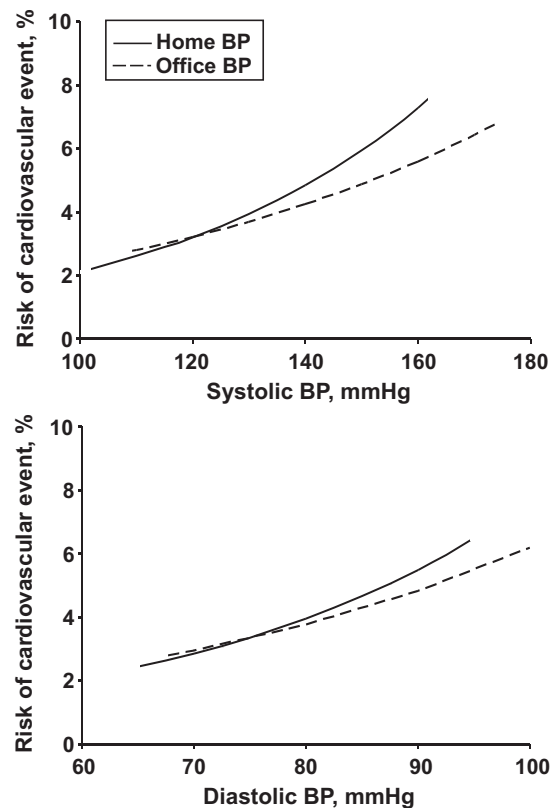 Risk of cardiovascular event, %
10
8
6
4
2
0
Home BP
Office BP
100 120 140 160 180
Systolic BP, mmHg
Risk of cardiovascular event, %
10
8
6
4
2
0
60 70 80 90 100
Diastolic BP, mmHg